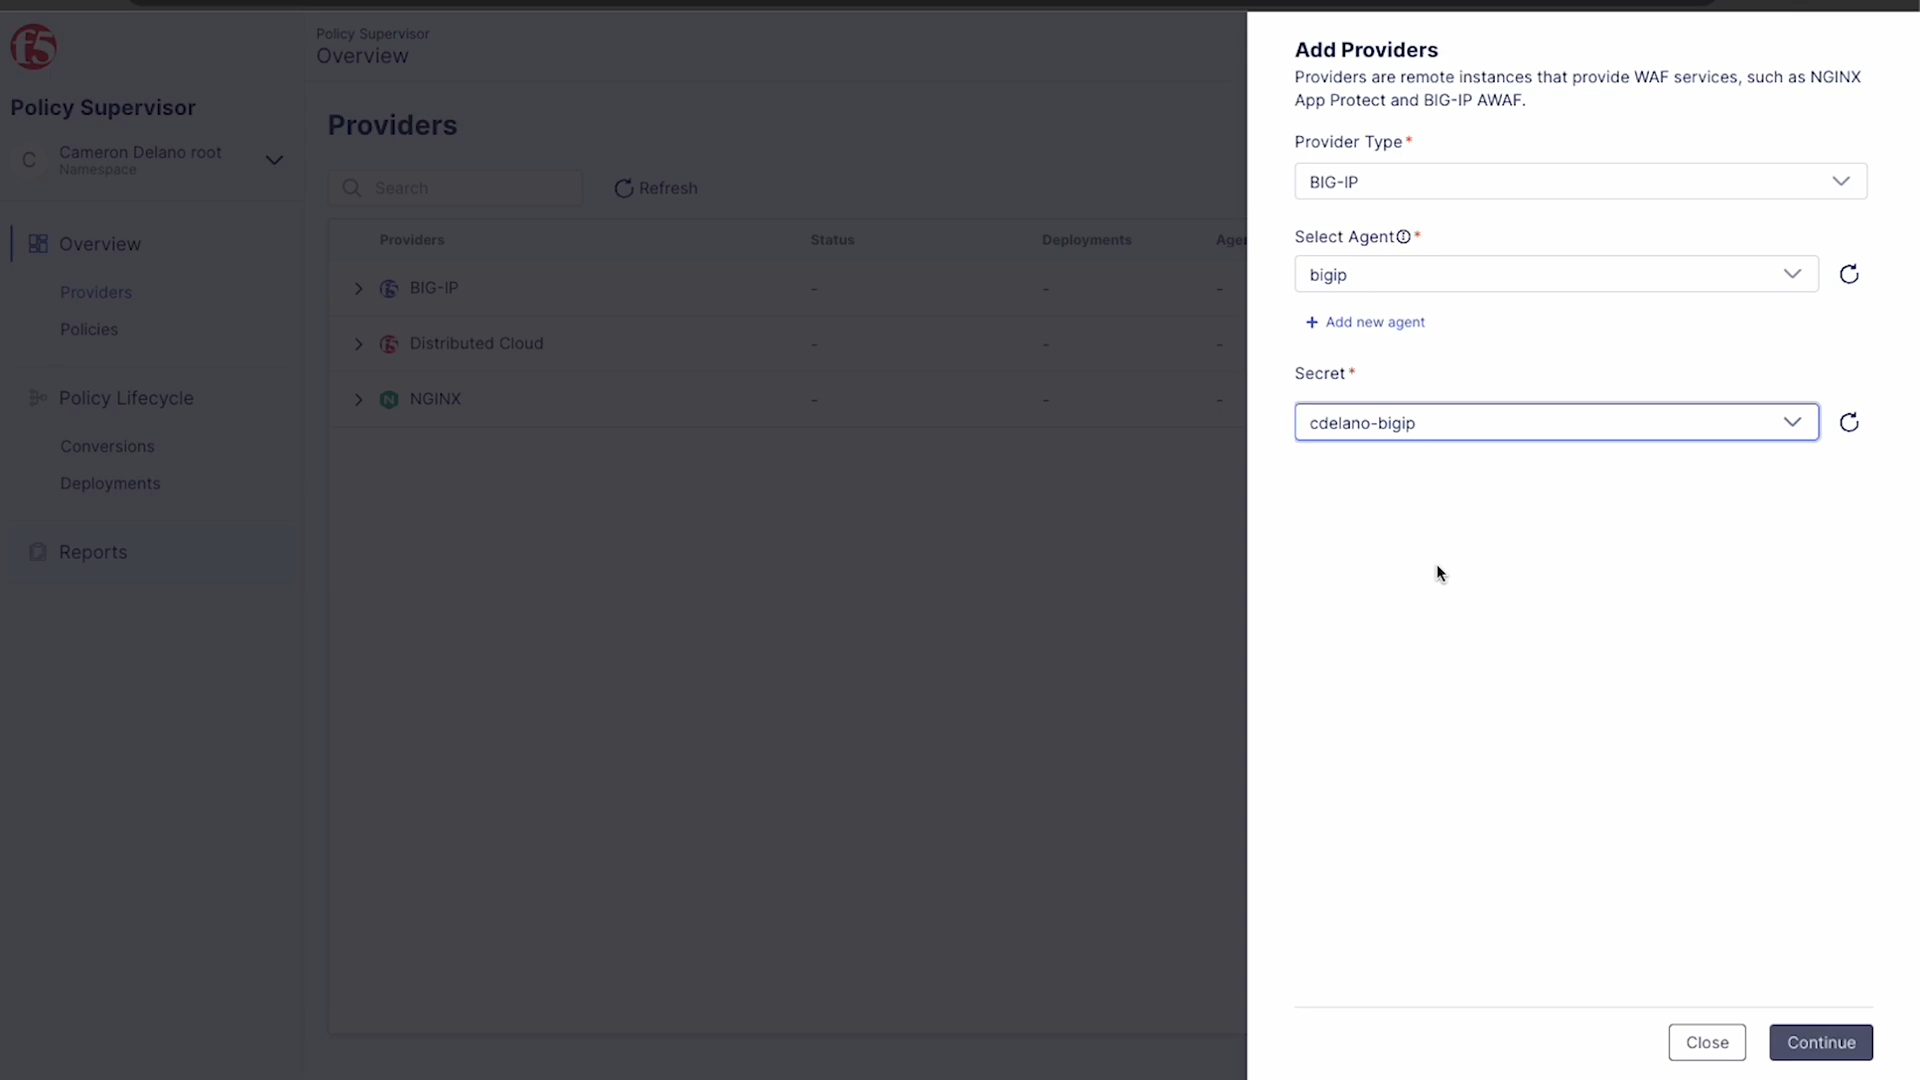 f5
Policy Supervisor
Cameron Delano root
C
Namespace
Overview
Providers
Policies
Policy Lifecycle
Conversions
Deployments
Reports
Policy Supervisor
Overview
Providers
Search
Refresh
Providers Status Deployments Agen
BIG-IP - - -
Distributed Cloud - - -
N NGINX - - -
Add Providers
Providers are remote instances that provide WAF services, such as NGINX
App Protect and BIG-IP AWAF.
Provider Type*
BIG-IP
Select Agent*
bigip
+ Add new agent
Secret*
cdelano-bigip
Close
Continue